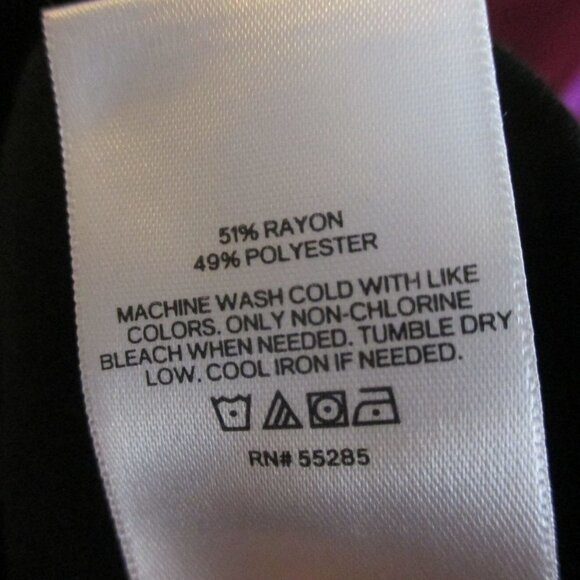 51% RAYON
49% POLYESTER
MACHINE WASH COLD WITH LIKE
COLORS. ONLY NON-CHLORINE
BLEACH WHEN NEEDED. TUMBLE DRY
LOW. COOL IRON IF NEEDED.
RN# 55285